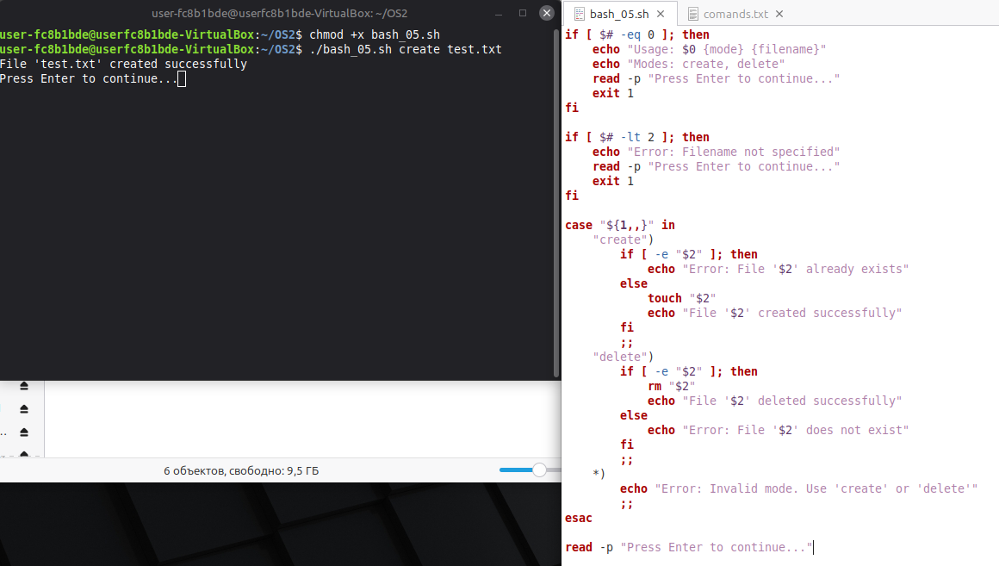 user-fc8b1bde@userfc8b1bde-VirtualBox: ~/OS2
user-fc8b1bde@userfc8b1bde-VirtualBox:~/OS2$ chmod +x bash_05.sh
user-fc8b1bde@userfc8b1bde-VirtualBox:~/OS2$ ./bash_05.sh create test.txt
File 'test.txt' created successfully
Press Enter to continue...
6 объектов, свободно: 9,5 ГБ
bash_05.sh
comands.txt
if [ $# -eq 0 ]; then
    echo "Usage: $0 {mode} {filename}"
    echo "Modes: create, delete"
    read -p "Press Enter to continue..."
    exit 1
fi

if [ $# -lt 2 ]; then
    echo "Error: Filename not specified"
    read -p "Press Enter to continue..."
    exit 1
fi

case "${1,,}" in
    "create")
        if [ -e "$2" ]; then
            echo "Error: File '$2' already exists"
        else
            touch "$2"
            echo "File '$2' created successfully"
        fi
        ;;
    "delete")
        if [ -e "$2" ]; then
            rm "$2"
            echo "File '$2' deleted successfully"
        else
            echo "Error: File '$2' does not exist"
        fi
        ;;
    *)
        echo "Error: Invalid mode. Use 'create' or 'delete'"
        ;;
esac

read -p "Press Enter to continue..."